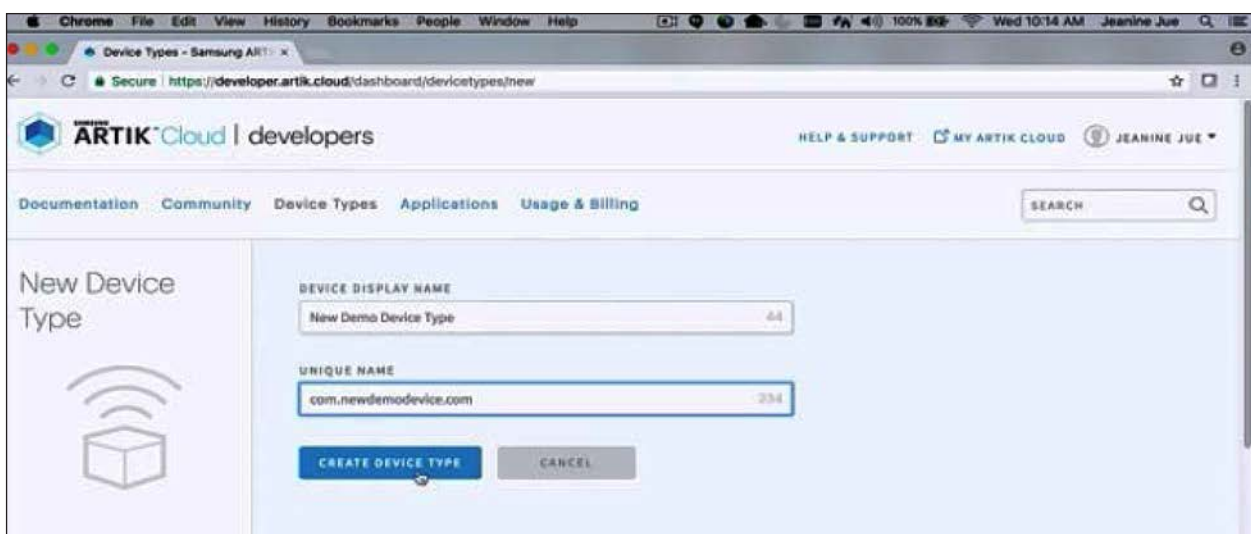 Chrome File Edit View History Bookmarks People Window Help 100% Wed 10:14 AM Jeanine Jue
Device Types - Samsung ART
Secure https://developer.artik.cloud/dashboard/devicetypes/new
SAMSUNG
ARTIK™ Cloud | developers
HELP & SUPPORT MY ARTIK CLOUD JEANINE JUE
Documentation Community Device Types Applications Usage & Billing
SEARCH
New Device
Type
DEVICE DISPLAY NAME
New Demo Device Type 44
UNIQUE NAME
com.newdemodevice.com 234
CREATE DEVICE TYPE CANCEL